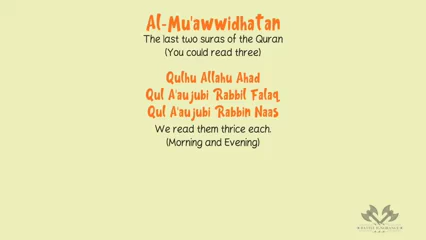 Al-Mu'awwidhatan
The last two suras of the Quran
(You could read three)
Qulhu Allahu Ahad
Qul A'aujubi Rabbil Falaq
Qul A'aujubi Rabbin Naas
We read them thrice each.
(Morning and Evening)